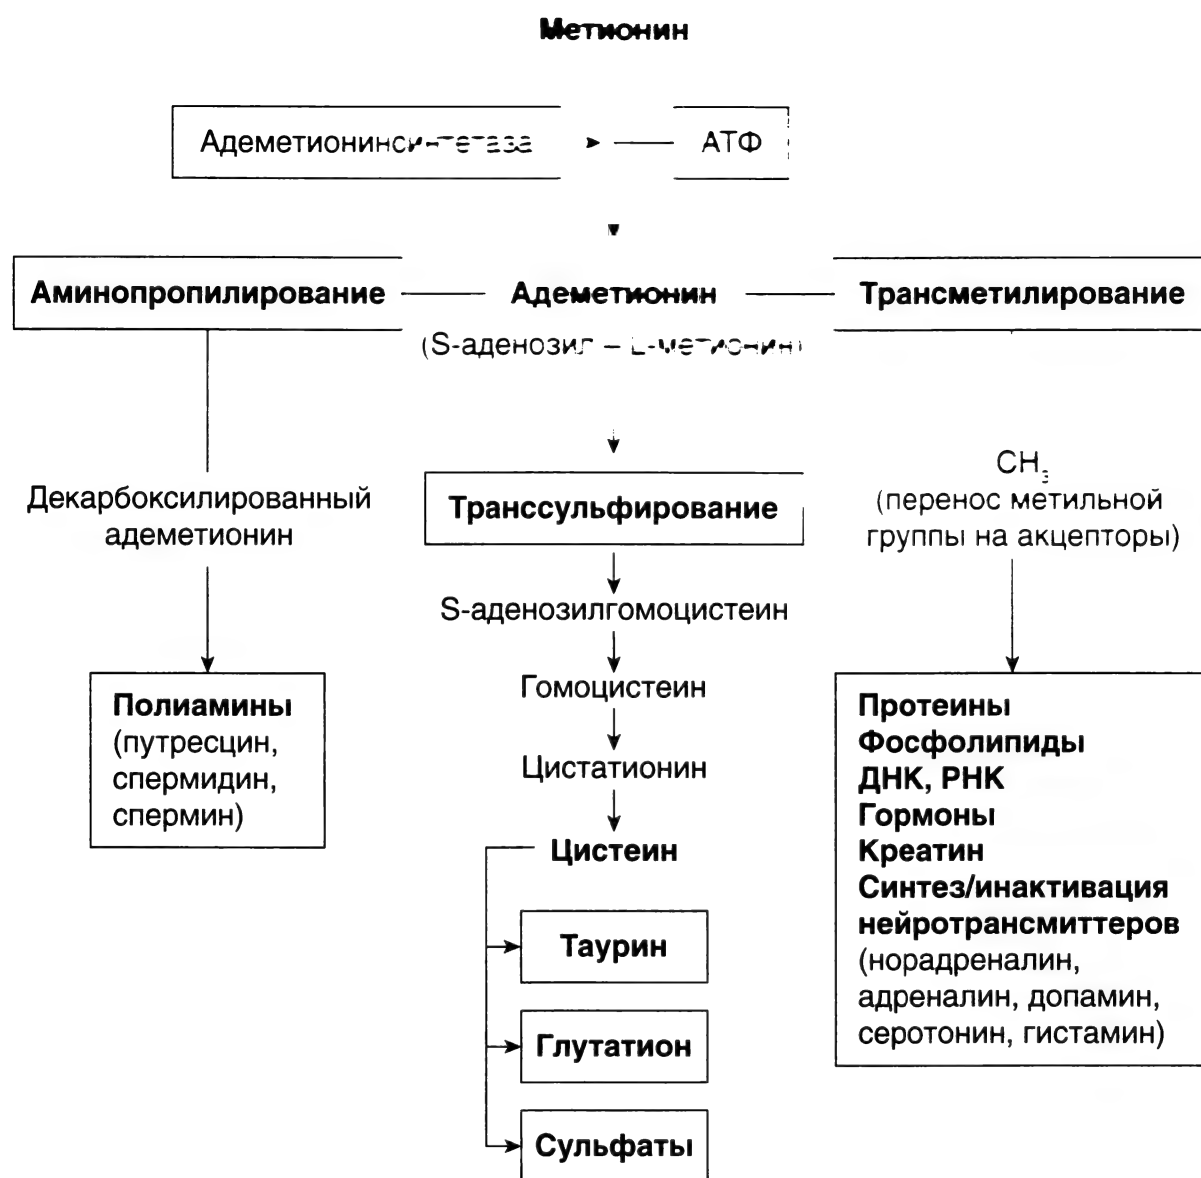 Метионин
Адеметионинсинтетаза
АТФ
Аминопропилирование
Адеметионин
Трансметилирование
(S-аденозил – L-метионин)
Декарбоксилированный
адеметионин
Транссульфирование
CH₃
(перенос метильной
группы на акцепторы)
S-аденозилгомоцистеин
Гомоцистеин
Цистатионин
Цистеин
Таурин
Глутатион
Сульфаты
Полиамины
(путресцин,
спермидин,
спермин)
Протеины
Фосфолипиды
ДНК, РНК
Гормоны
Креатин
Синтез/инактивация
нейротрансмиттеров
(норадреналин,
адреналин, допамин,
серотонин, гистамин)